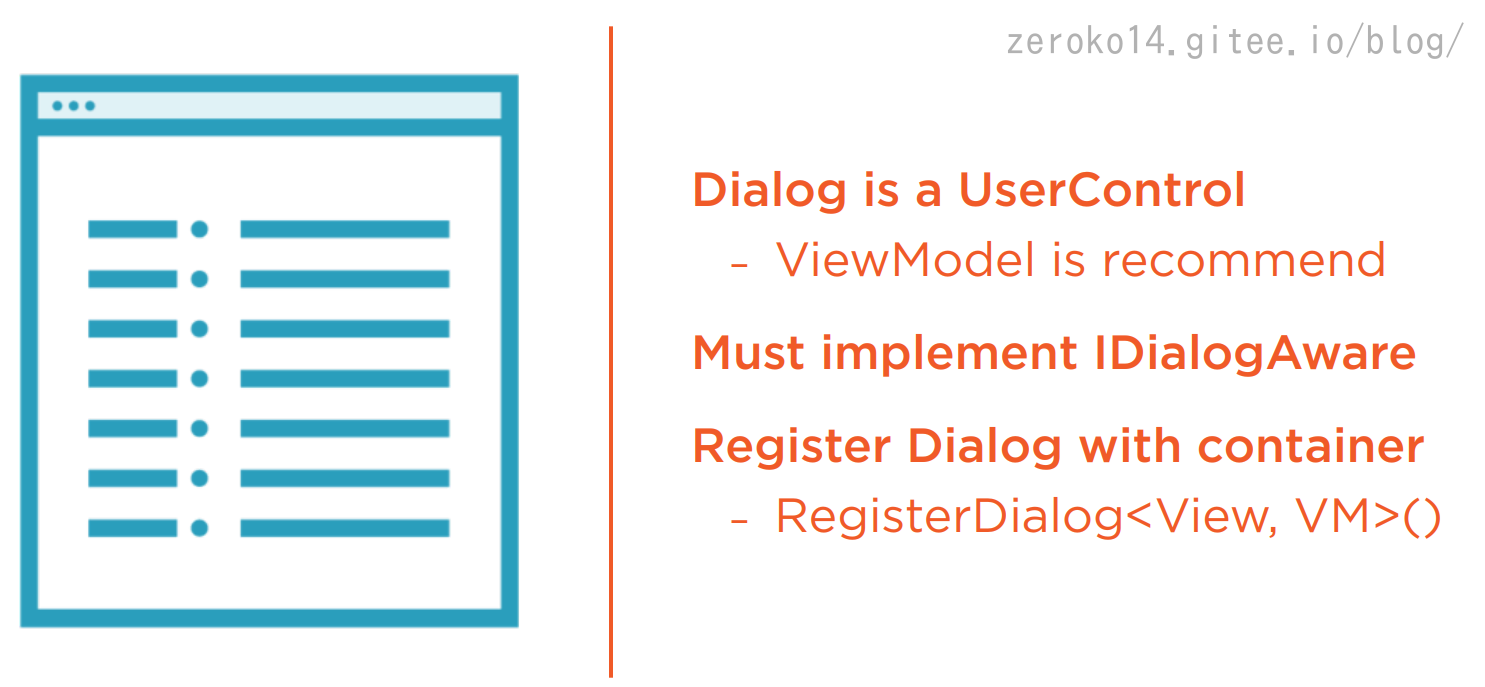 zeroko14.gitee.io/blog/
Dialog is a UserControl
- ViewModel is recommend
Must implement IDialogAware
Register Dialog with container
- RegisterDialog<View, VM>()